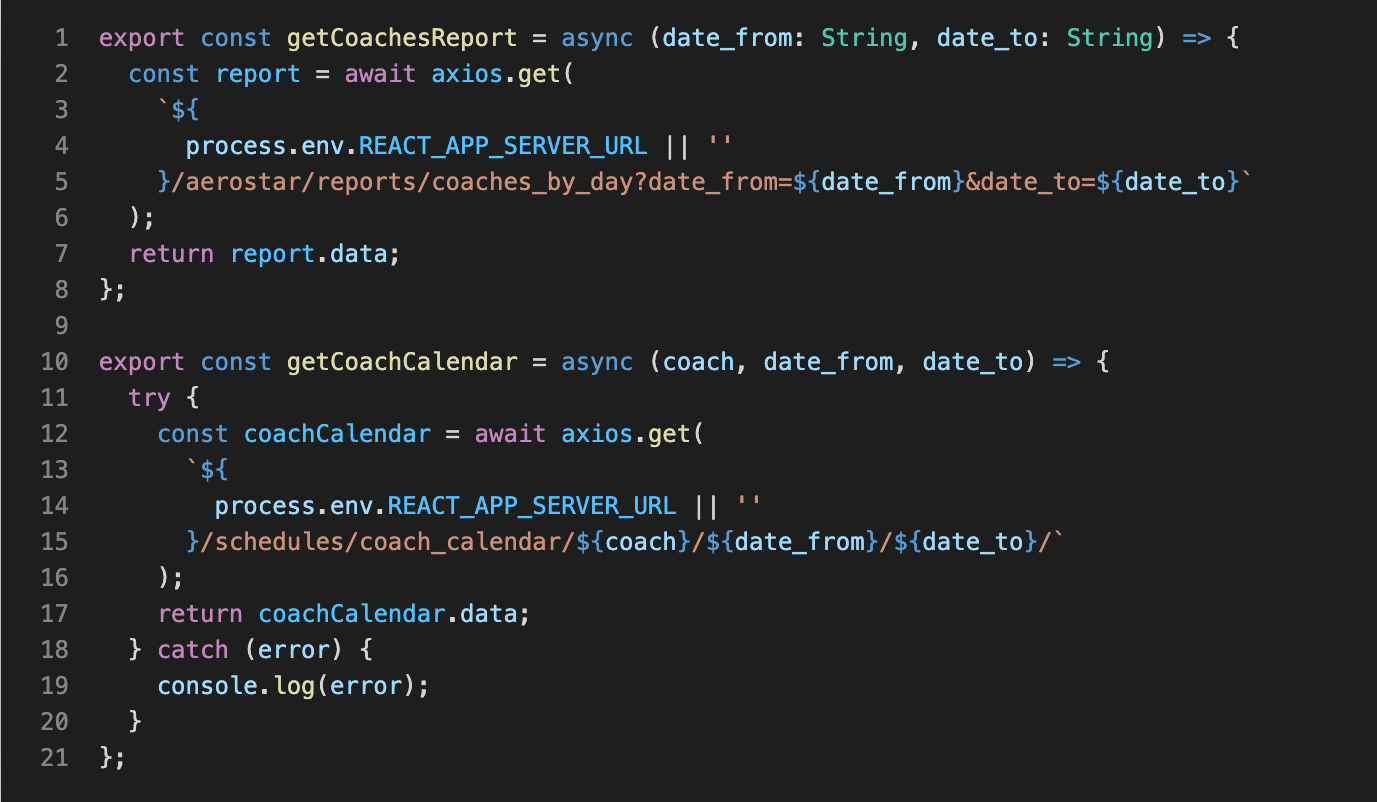 1 export const getCoachesReport = async (date_from: String, date_to: String) => {
2   const report = await axios.get(
3     `${
4       process.env.REACT_APP_SERVER_URL || ''
5     }/aerostar/reports/coaches_by_day?date_from=${date_from}&date_to=${date_to}`
6   );
7   return report.data;
8 };
9
10 export const getCoachCalendar = async (coach, date_from, date_to) => {
11   try {
12     const coachCalendar = await axios.get(
13       `${
14         process.env.REACT_APP_SERVER_URL || ''
15       }/schedules/coach_calendar/${coach}/${date_from}/${date_to}/`
16     );
17     return coachCalendar.data;
18   } catch (error) {
19     console.log(error);
20   }
21 };